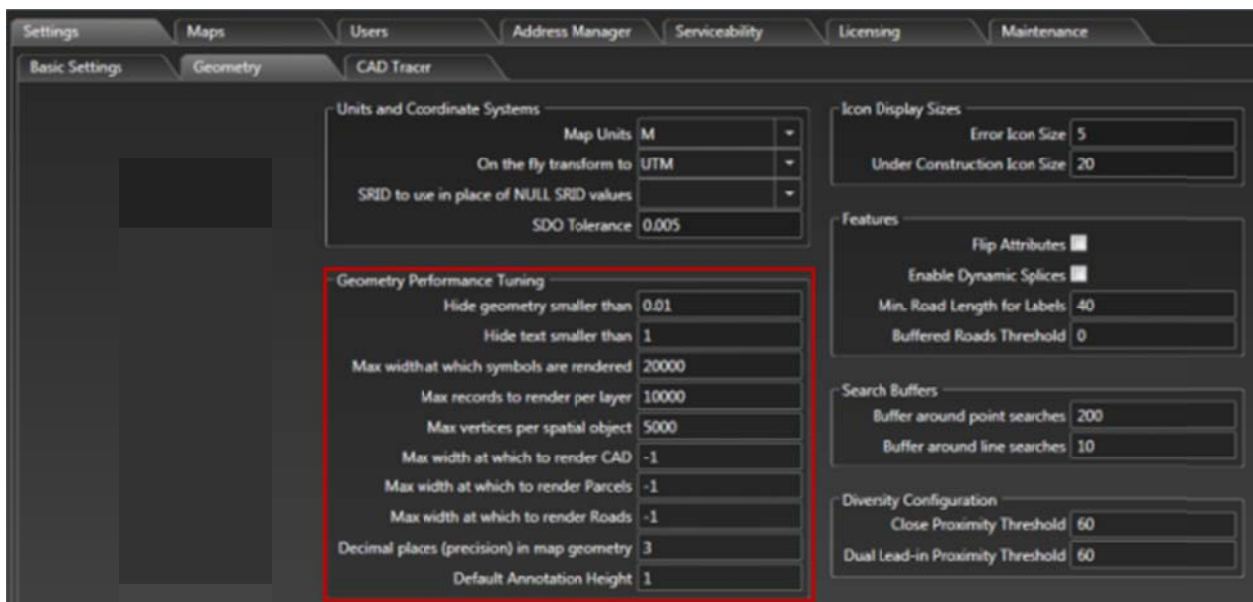 Settings Maps Users Address Manager Serviceability Licensing Maintenance
Basic Settings Geometry CAD Tracer
Units and Coordinate Systems
Map Units M
On the fly transform to UTM
SRID to use in place of NULL SRID values
SDO Tolerance 0.005
Geometry Performance Tuning
Hide geometry smaller than 0.01
Hide text smaller than 1
Max width at which symbols are rendered 20000
Max records to render per layer 10000
Max vertices per spatial object 5000
Max width at which to render CAD -1
Max width at which to render Parcels -1
Max width at which to render Roads -1
Decimal places (precision) in map geometry 3
Default Annotation Height 1
Icon Display Sizes
Error Icon Size 5
Under Construction Icon Size 20
Features
Flip Attributes
Enable Dynamic Splices
Min. Road Length for Labels 40
Buffered Roads Threshold 0
Search Buffers
Buffer around point searches 200
Buffer around line searches 10
Diversity Configuration
Close Proximity Threshold 60
Dual Lead-in Proximity Threshold 60